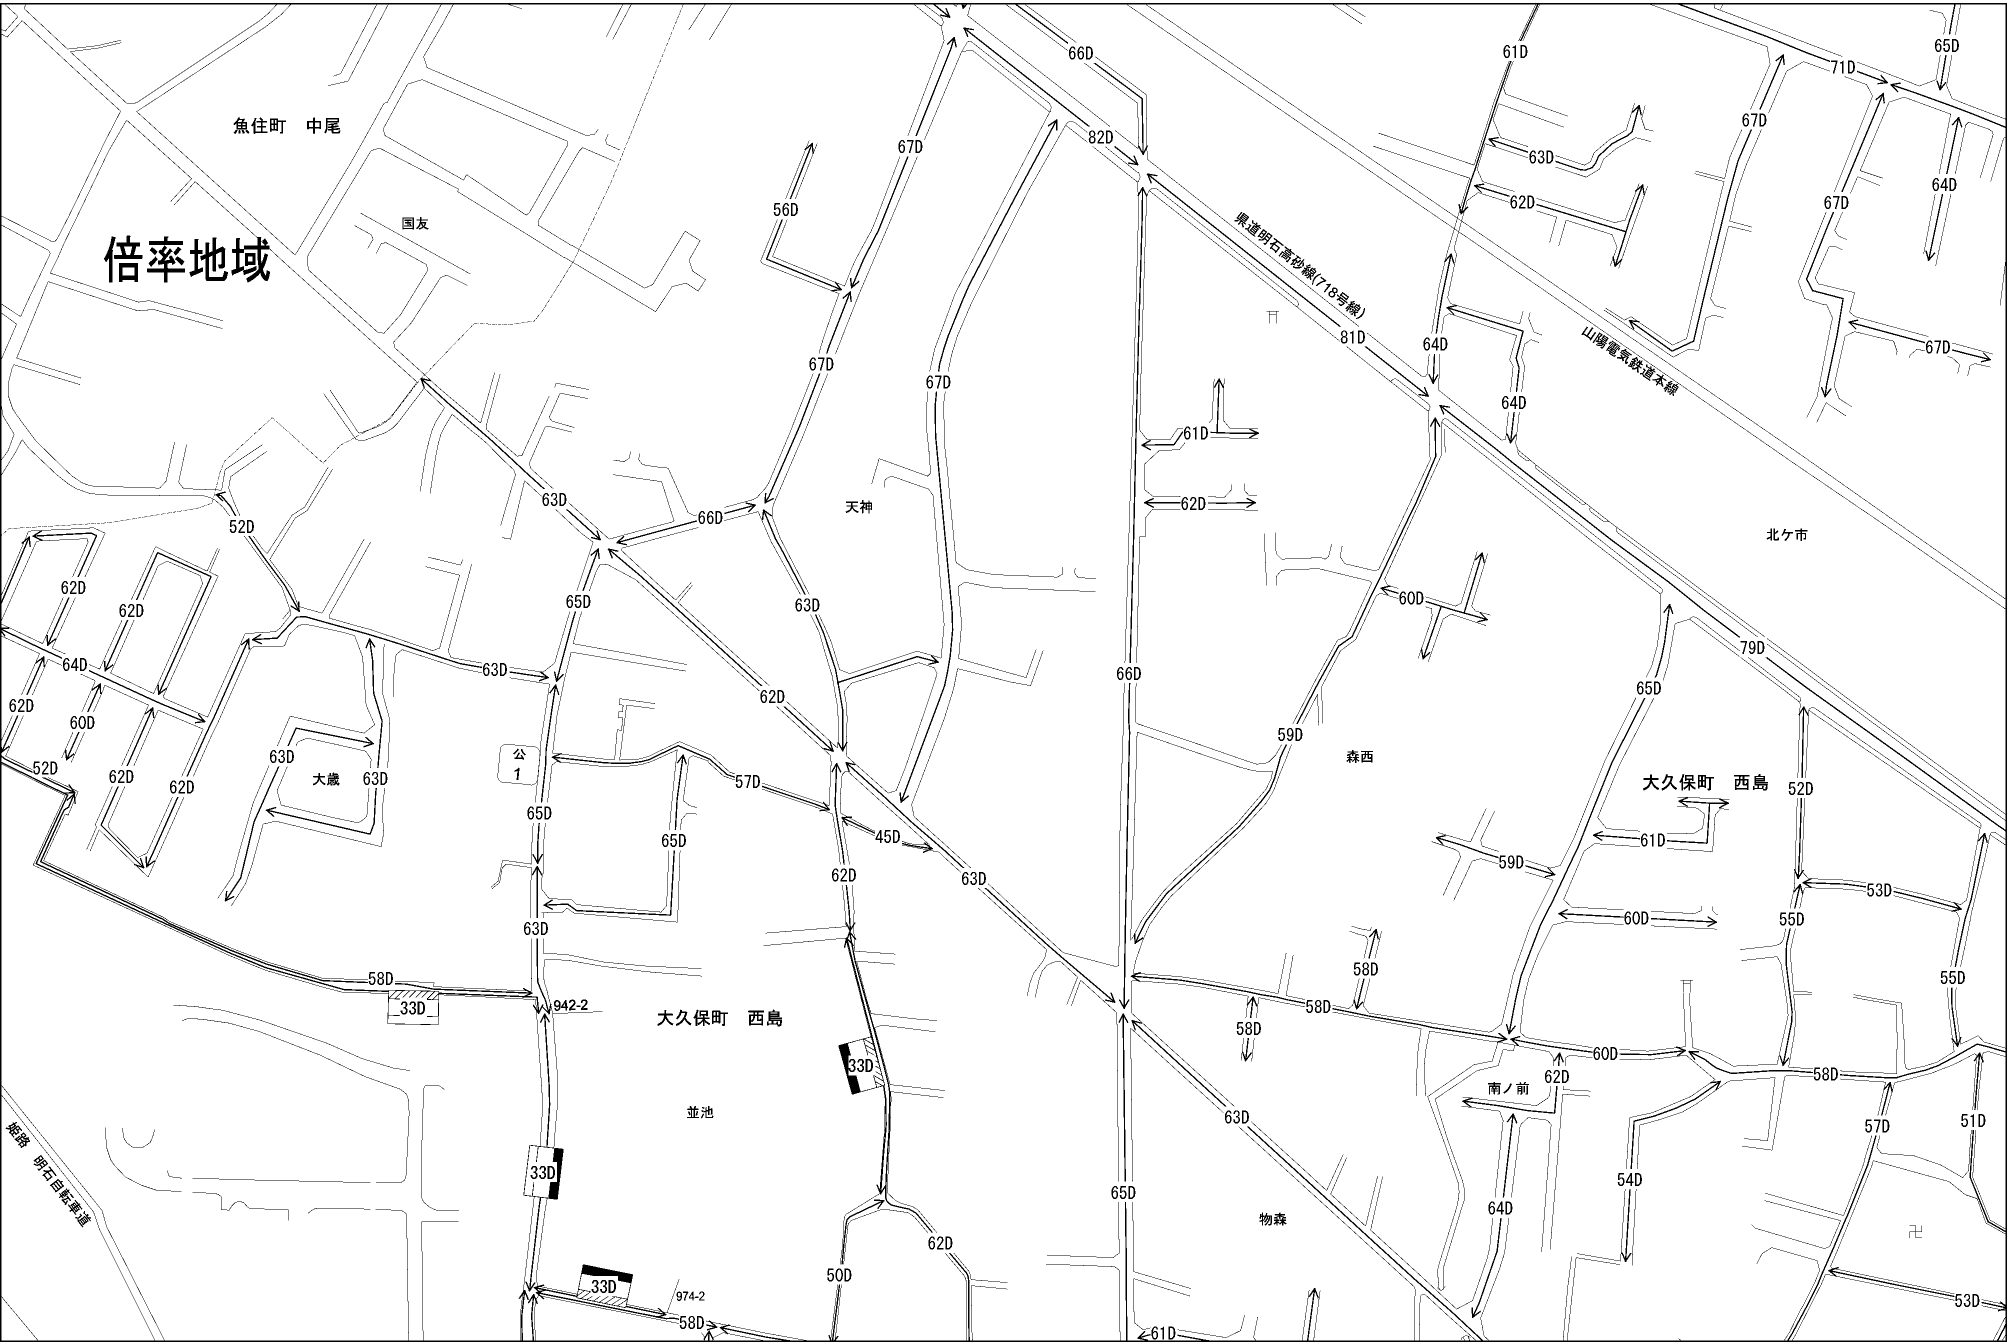 66D
61D
65D
71D
魚住町　中尾
67D
82D
67D
63D
56D
国友
62D
67D
64D
倍率地域
県道明石高砂線(718号線)
81D
64D
山陽電気鉄道本線
67D
67D
67D
64D
61D
63D
66D
天神
62D
52D
北ケ市
62D
62D
65D
63D
60D
64D
63D
62D
66D
79D
65D
62D
60D
59D
52D
62D
62D
63D
大歳
63D
公
1
57D
森西
大久保町　西島
52D
65D
65D
45D
62D
63D
61D
59D
53D
63D
60D
55D
58D
33D
942-2
大久保町　西島
58D
58D
58D
55D
33D
並池
60D
62D
58D
南ノ前
姫路　明石自転車道
33D
63D
57D
51D
65D
54D
物森
64D
62D
50D
33D
974-2
58D
61D
53D